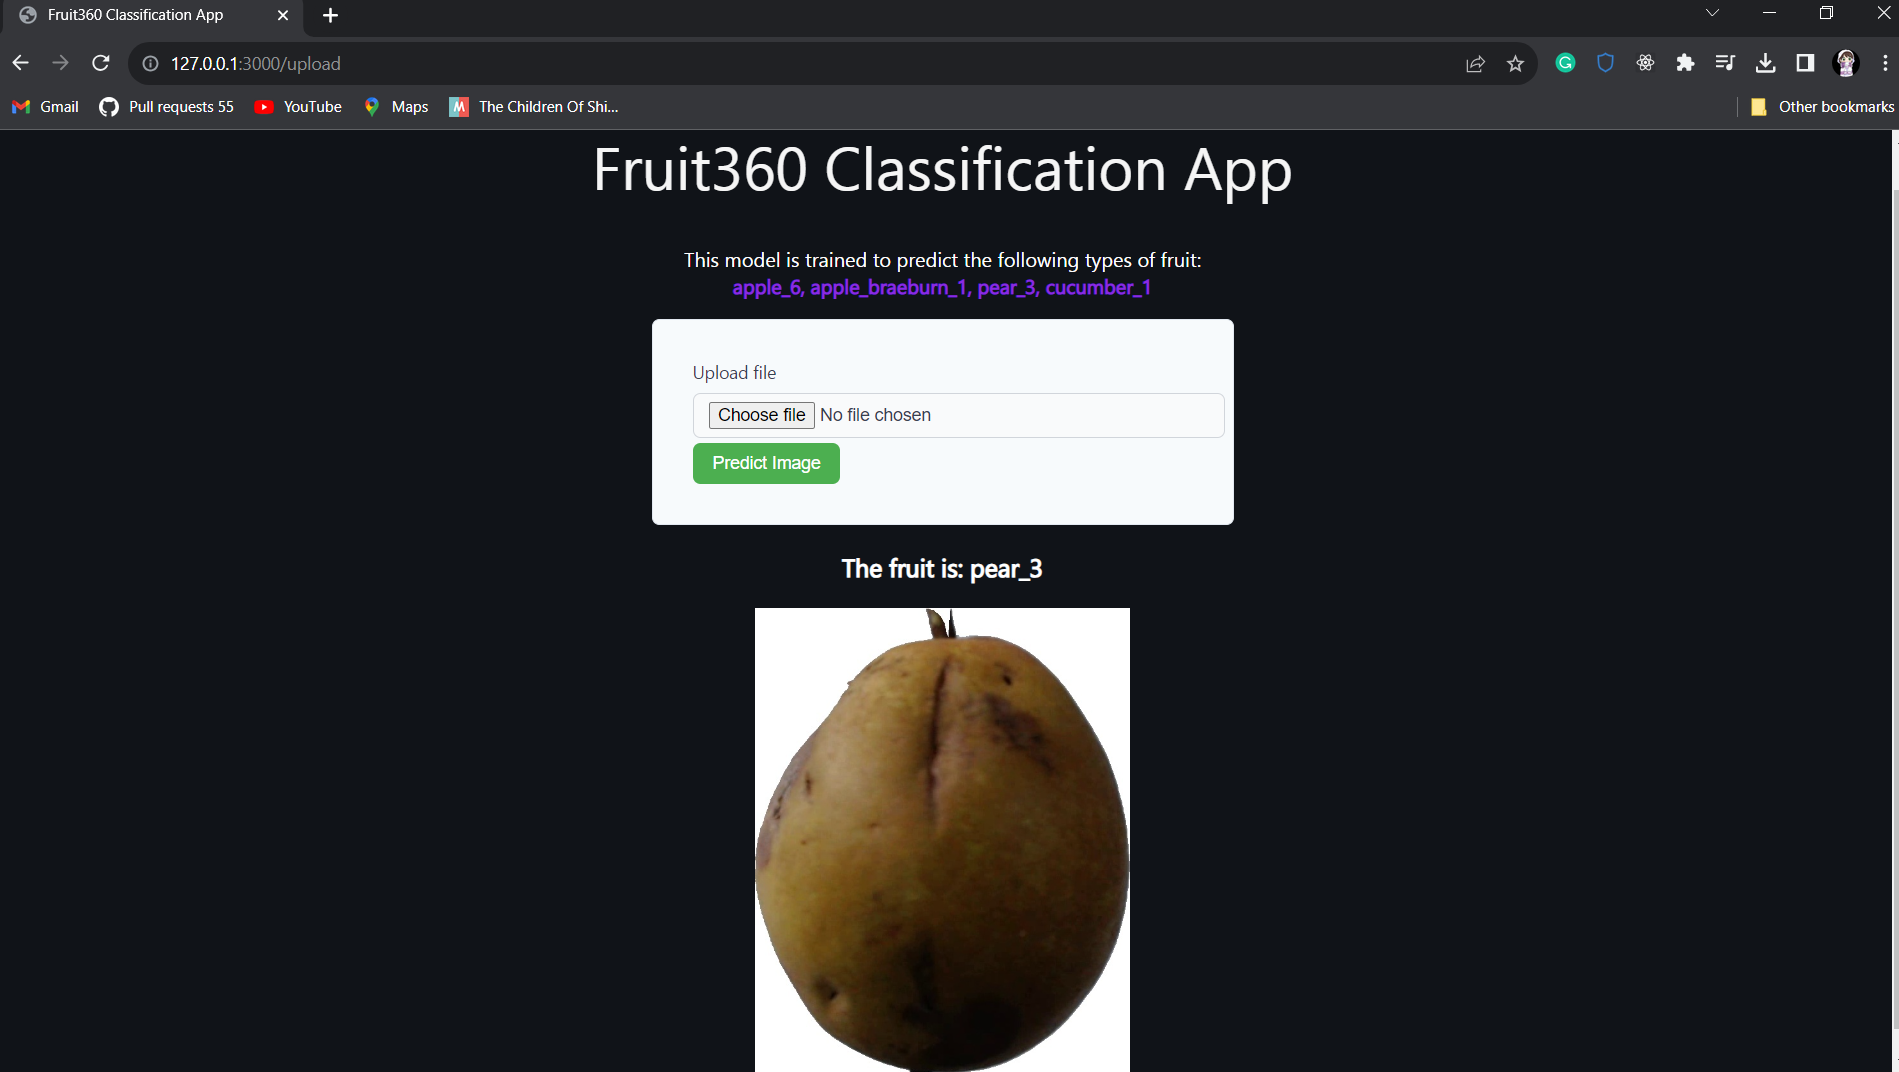 Fruit360 Classification App
127.0.0.1:3000/upload
Gmail
Pull requests 55
YouTube
Maps
M
The Children Of Shi...
Other bookmarks
Fruit360 Classification App
This model is trained to predict the following types of fruit:
apple_6, apple_braeburn_1, pear_3, cucumber_1
Upload file
Choose file No file chosen
Predict Image
The fruit is: pear_3